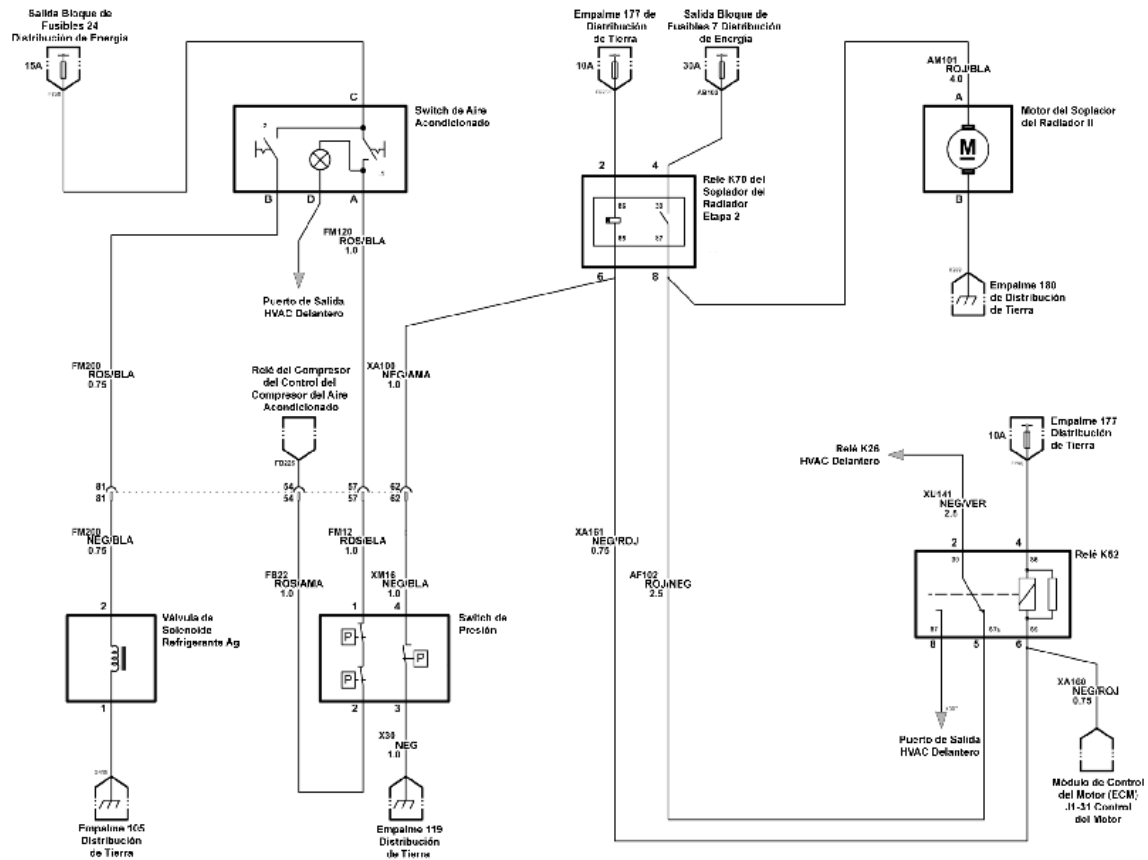 Salida Bloque de
Fusibles 24
Distribución de Energía
15A
Empalme 177 de
Distribución
de Tierra
10A
Salida Bloque de
Fusibles 7 Distribución
de Energía
30A
AB102
AM101
ROJ/BLA
4.0
A
Motor del Soplador
del Radiador II
M
B
Empalme 180
de Distribución
de Tierra
C
Switch de Aire
Acondicionado
2
1
B
D
A
FM120
ROS/BLA
1.0
Puerto de Salida
HVAC Delantero
2
4
Relé K70 del
Soplador del
Radiador
Etapa 2
86
30
85
87
6
8
FM200
ROS/BLA
0.75
Relé del Compresor
del Control del
Compresor del Aire
Acondicionado
FB225
XA100
NEG/AMA
1.0
81
54
57
62
81
54
57
62
FM200
NEG/BLA
0.75
FB22
ROS/AMA
1.0
FM12
ROS/BLA
1.0
XM16
NEG/BLA
1.0
2
Válvula de
Solenoide
Refrigerante Ag
1
1
4
Switch de
Presión
P
P
P
2
3
X30
NEG
1.0
Empalme 105
Distribución
de Tierra
Empalme 119
Distribución
de Tierra
XA161
NEG/ROJ
0.75
AF102
ROJ/NEG
2.5
Relé K26
HVAC Delantero
10A
Empalme 177
Distribución
de Tierra
XU141
NEG/VER
2.5
2
4
30
86
Relé K62
87
87a
85
8
5
6
XA160
NEG/ROJ
0.75
Puerto de Salida
HVAC Delantero
Módulo de Control
del Motor (ECM)
J1-31 Control
del Motor